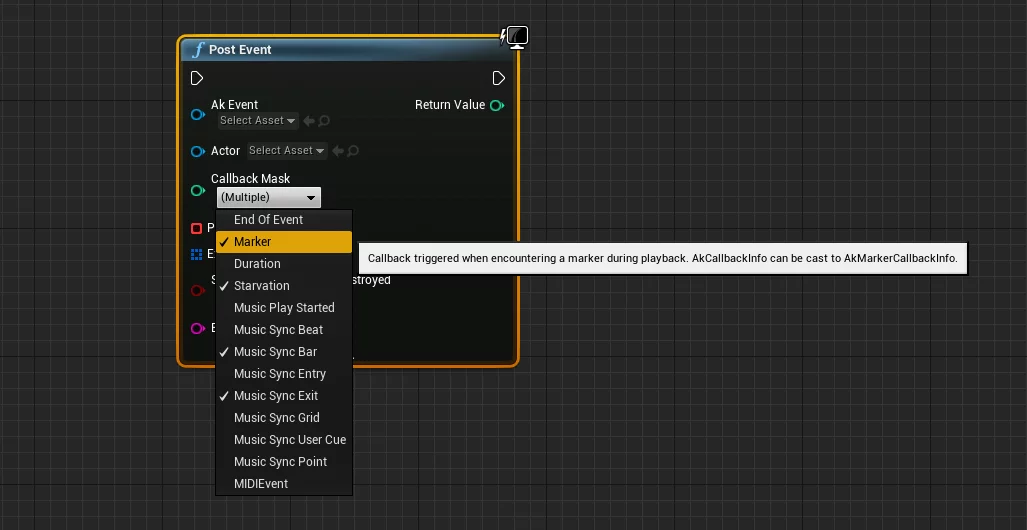 Post Event
Ak Event
Return Value
Select Asset
Actor Select Asset
Callback Mask
(Multiple)
End Of Event
Marker
Callback triggered when encountering a marker during playback. AkCallbackInfo can be cast to AkMarkerCallbackInfo.
Duration
Starvation
Music Play Started
Music Sync Beat
Music Sync Bar
Music Sync Entry
Music Sync Exit
Music Sync Grid
Music Sync User Cue
Music Sync Point
MIDIEvent